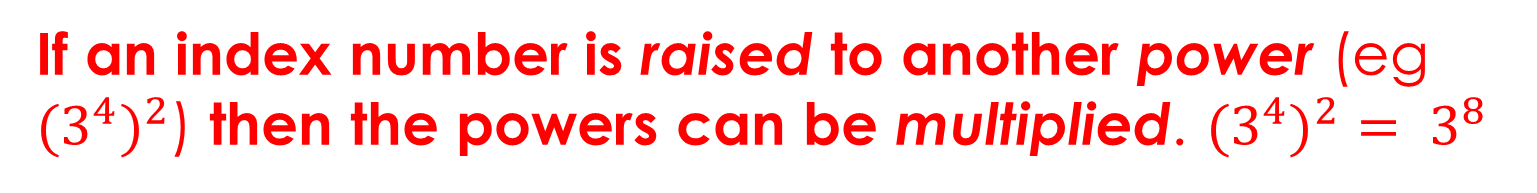 If an index number is raised to another power (eg
(3⁴)²) then the powers can be multiplied. (3⁴)² = 3⁸